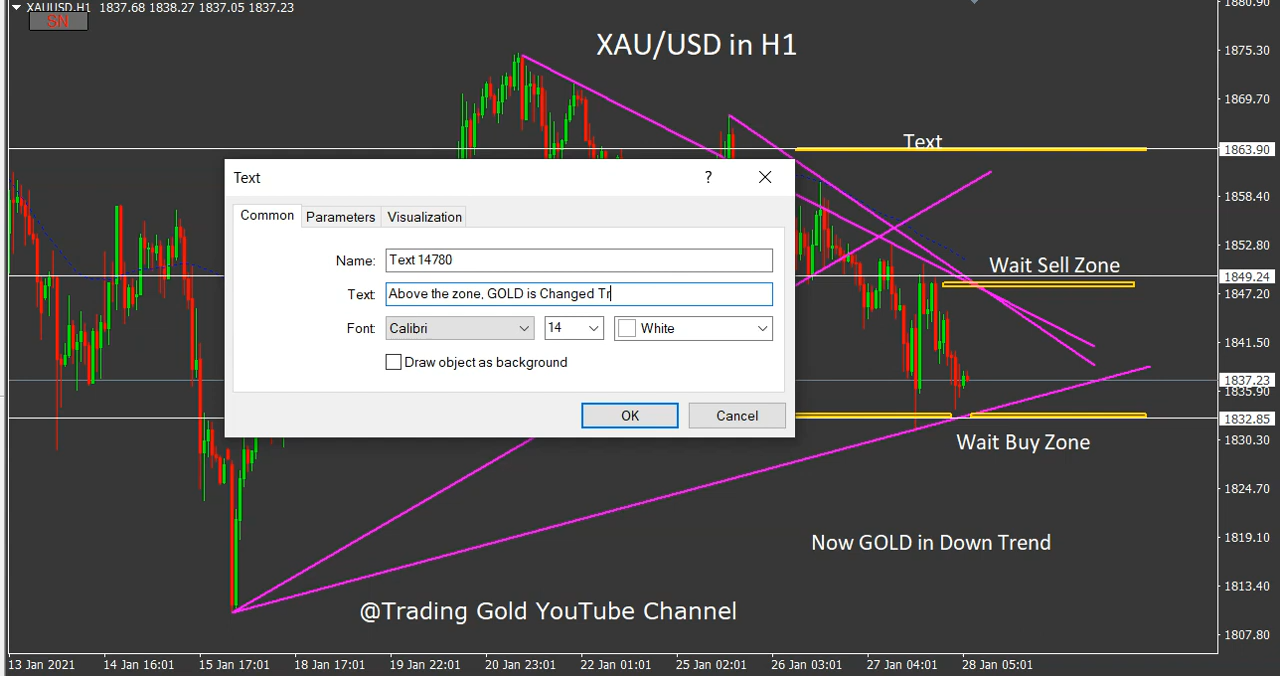 XAUUSD,H1 1837.68 1838.27 1837.05 1837.23
SN
XAU/USD in H1
1880.90
1875.30
1869.70
1863.90
1858.40
1852.80
1849.24
1847.20
1841.50
1837.23
1835.90
1832.85
1830.30
1824.70
1819.10
1813.40
1807.80
Text
Wait Sell Zone
Wait Buy Zone
Now GOLD in Down Trend
@Trading Gold YouTube Channel
Text ?
Common Parameters Visualization
Name: Text 14780
Text: Above the zone, GOLD is Changed Tr
Font: Calibri 14 White
Draw object as background
OK Cancel
13 Jan 2021 14 Jan 16:01 15 Jan 17:01 18 Jan 17:01 19 Jan 22:01 20 Jan 23:01 22 Jan 01:01 25 Jan 02:01 26 Jan 03:01 27 Jan 04:01 28 Jan 05:01